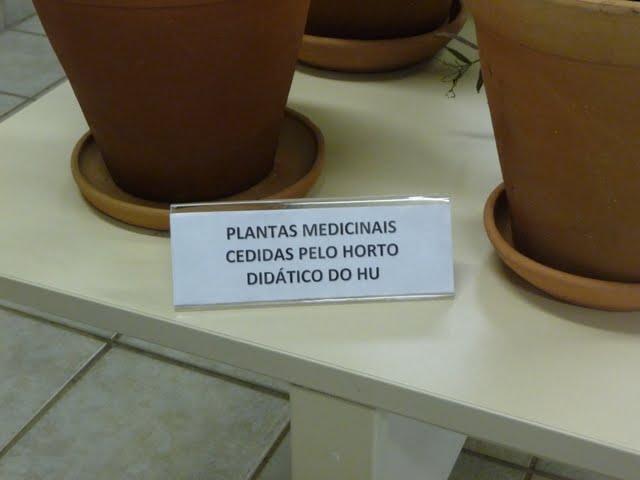 PLANTAS MEDICINAIS
CEDIDAS PELO HORTO
DIDÁTICO DO HU